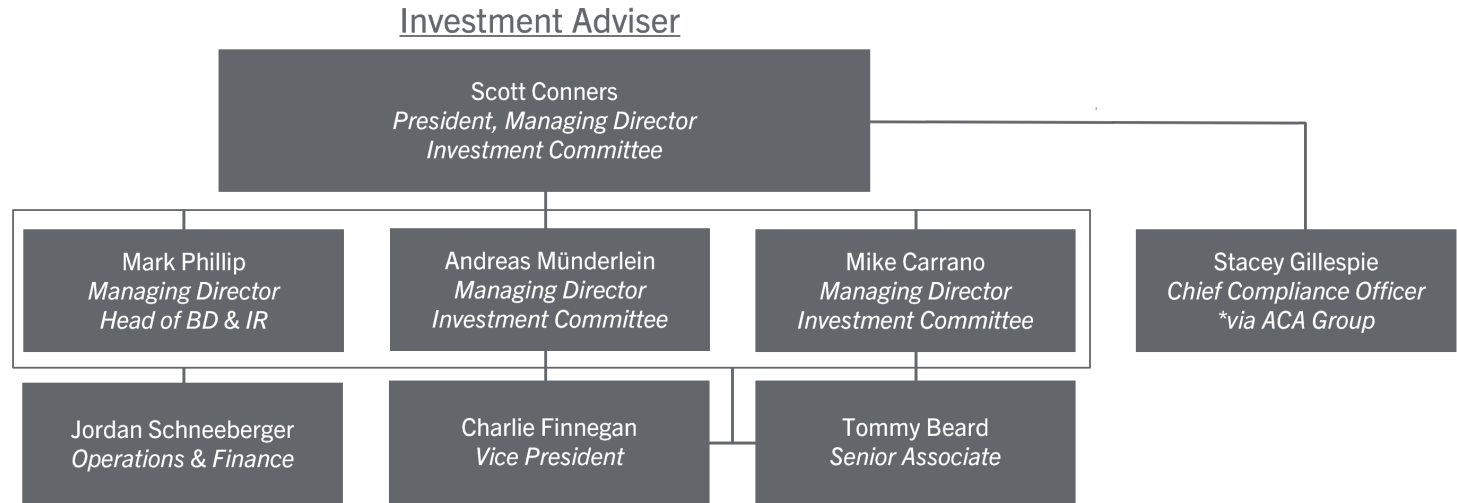 Investment Adviser
Scott Conners
President, Managing Director
Investment Committee
Mark Phillip
Managing Director
Head of BD & IR
Andreas Münderlein
Managing Director
Investment Committee
Mike Carrano
Managing Director
Investment Committee
Stacey Gillespie
Chief Compliance Officer
*via ACA Group
Jordan Schneeberger
Operations & Finance
Charlie Finnegan
Vice President
Tommy Beard
Senior Associate